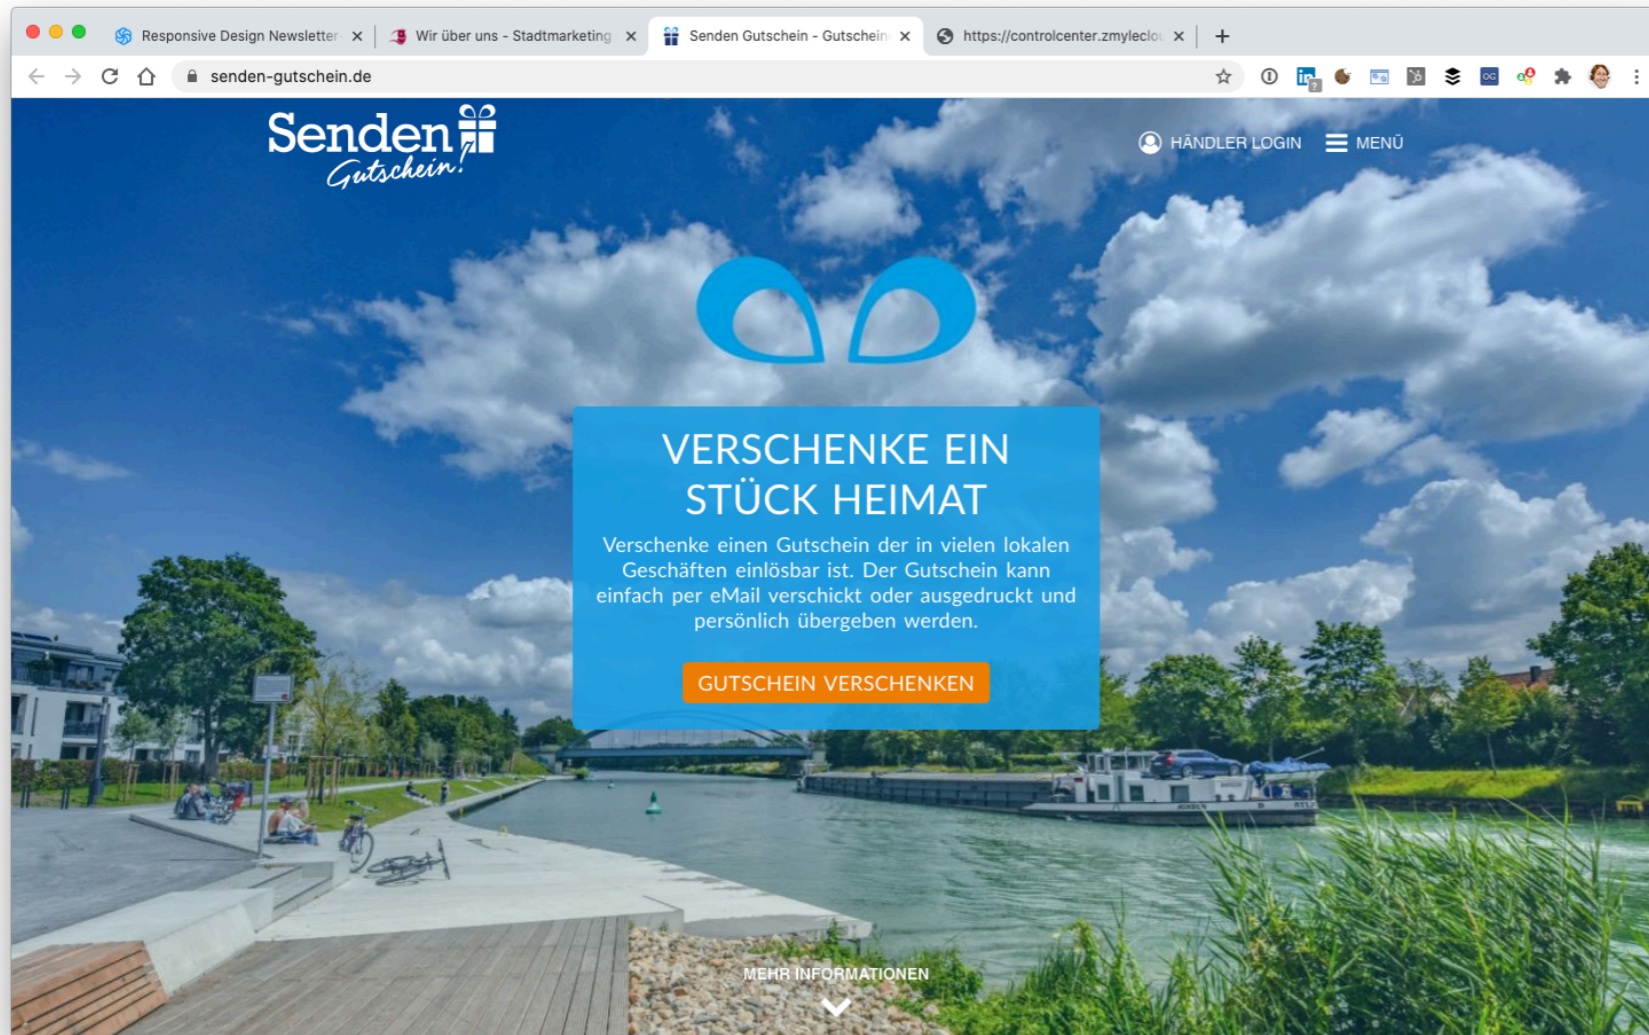 Responsive Design Newsletter-
Wir über uns - Stadtmarketing
Senden Gutschein - Gutschein
https://controlcenter.zmyleclou
senden-gutschein.de
Senden
Gutschein!
HÄNDLER LOGIN
MENÜ
VERSCHENKE EIN
STÜCK HEIMAT
Verschenke einen Gutschein der in vielen lokalen
Geschäften einlösbar ist. Der Gutschein kann
einfach per eMail verschickt oder ausgedruckt und
persönlich übergeben werden.
GUTSCHEIN VERSCHENKEN
MEHR INFORMATIONEN